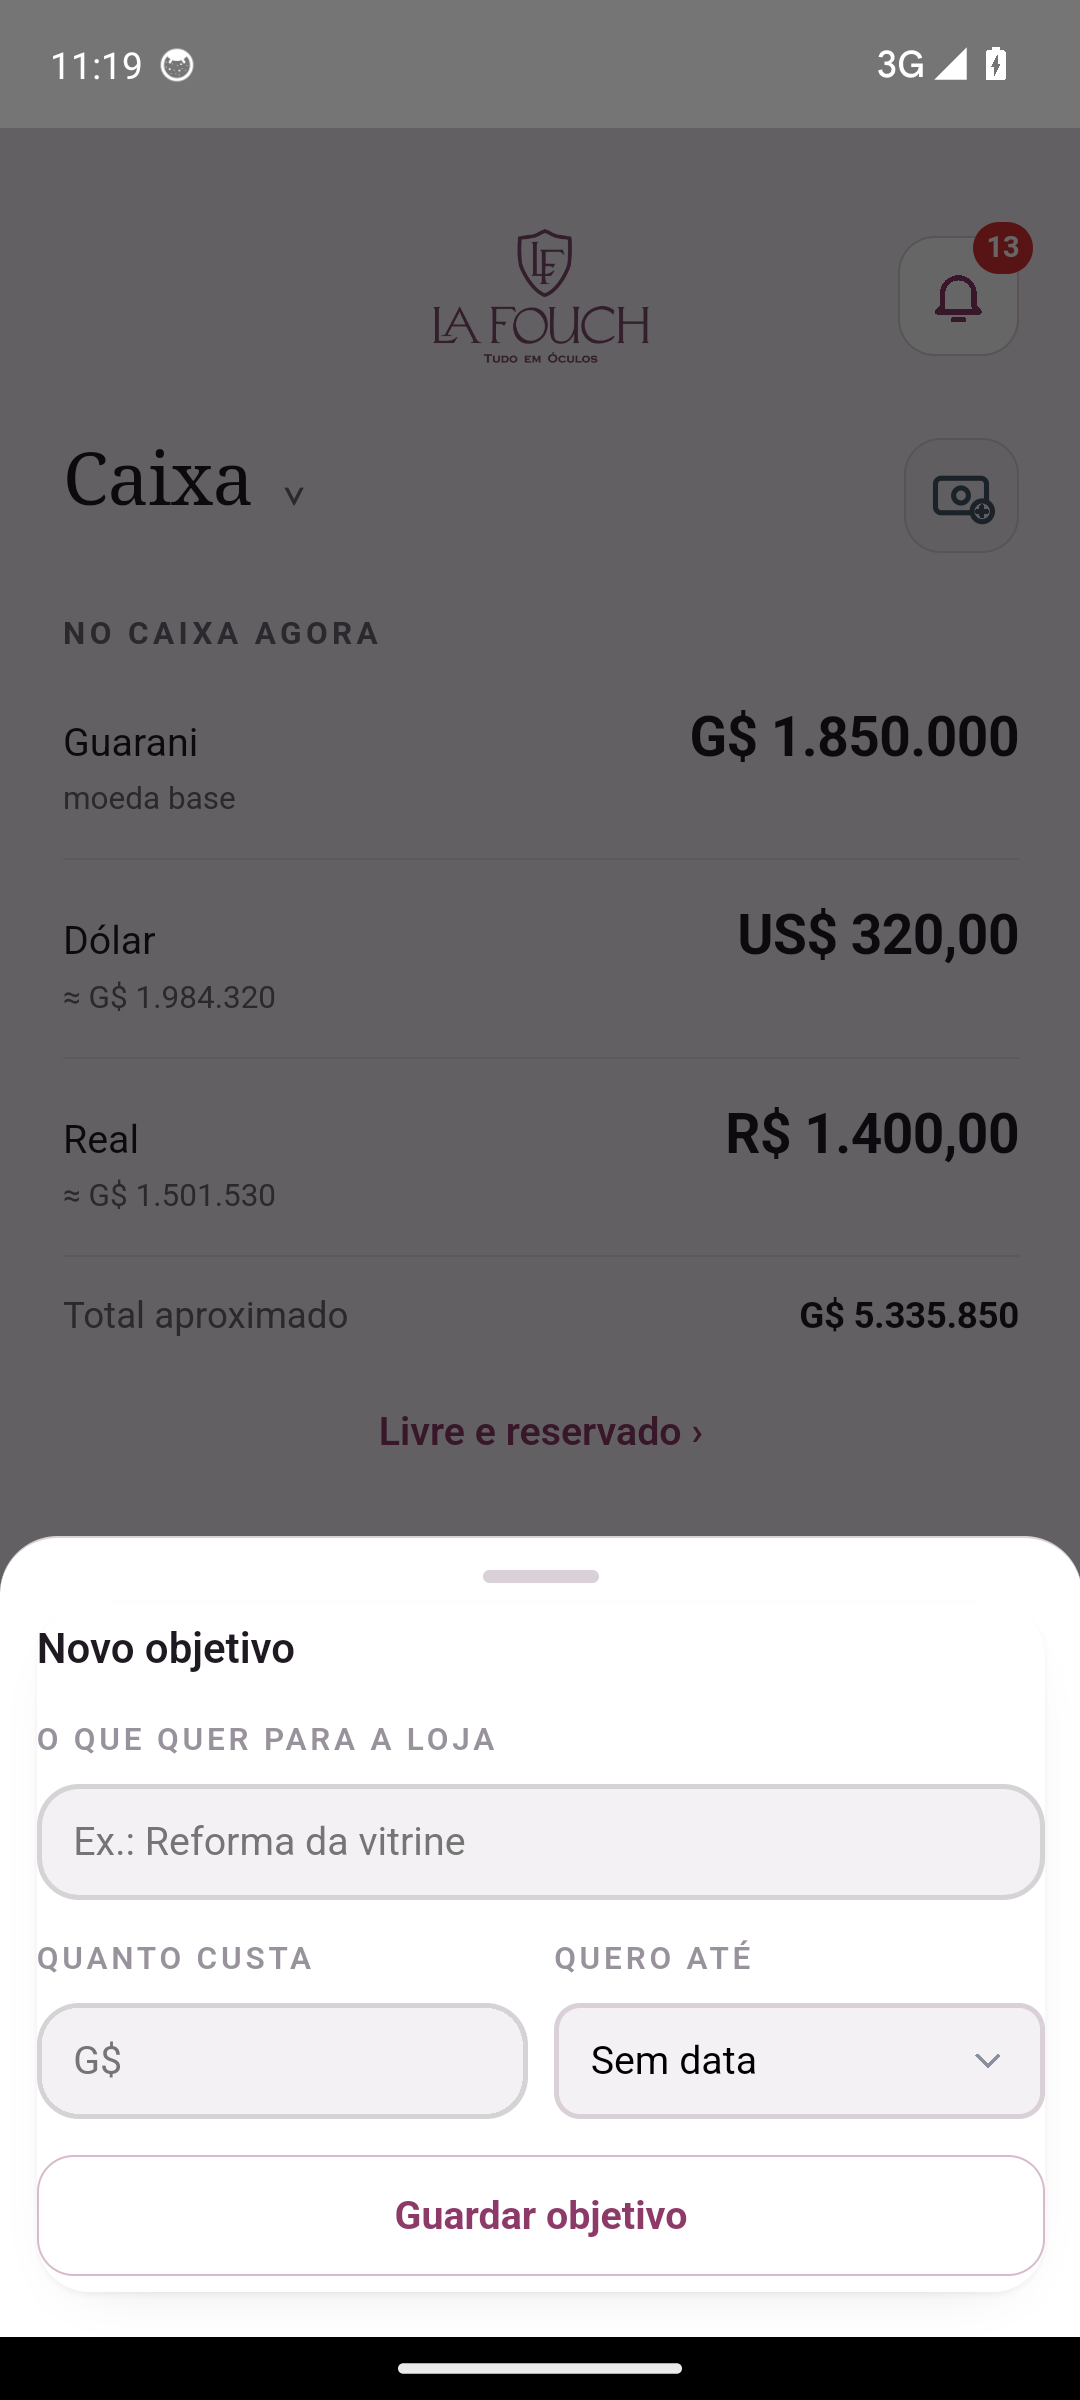 11:19
3G
13
LF
LA FOUCH
TUDO EM ÓCULOS
Caixa
NO CAIXA AGORA
Guarani
G$ 1.850.000
moeda base
Dólar
US$ 320,00
≈ G$ 1.984.320
Real
R$ 1.400,00
≈ G$ 1.501.530
Total aproximado
G$ 5.335.850
Livre e reservado ›
Novo objetivo
O QUE QUER PARA A LOJA
Ex.: Reforma da vitrine
QUANTO CUSTA
QUERO ATÉ
G$
Sem data
Guardar objetivo